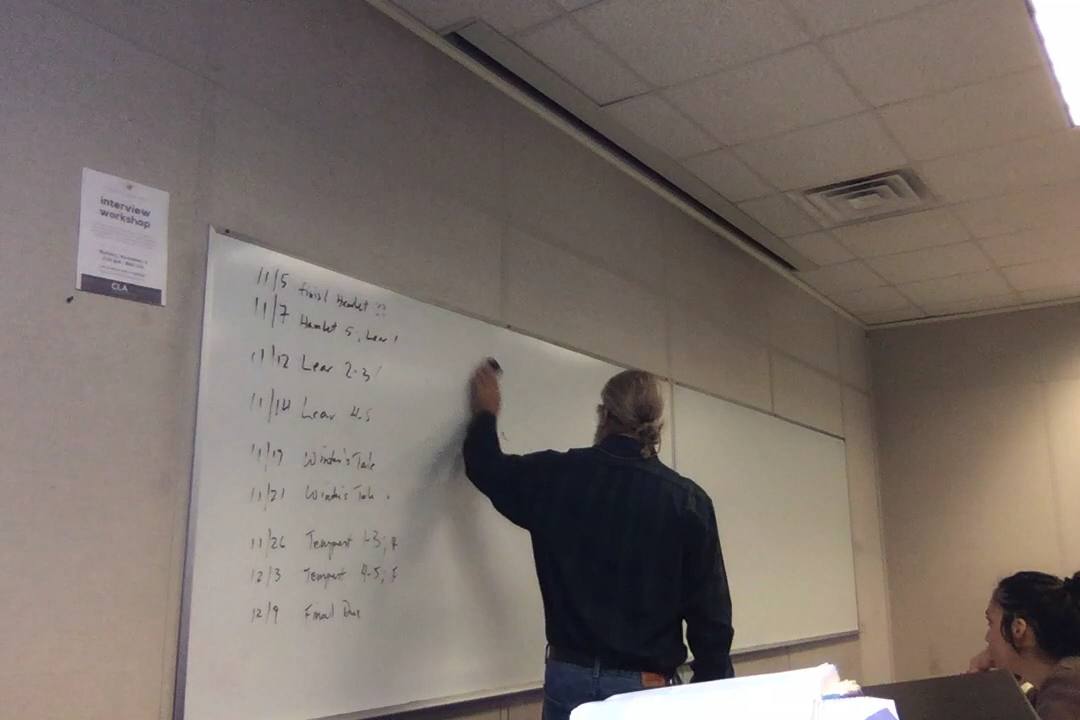 interview
workshop
CLA
11/5 finish Hamlet
11/7 Hamlet 5; Lear 1
11/12 Lear 2-3
11/14 Lear 4-5
11/19 Winter's Tale
11/21 Winter's Tale
11/26 Tempest 1-3;
12/3 Tempest 4-5;
12/9 Final Due